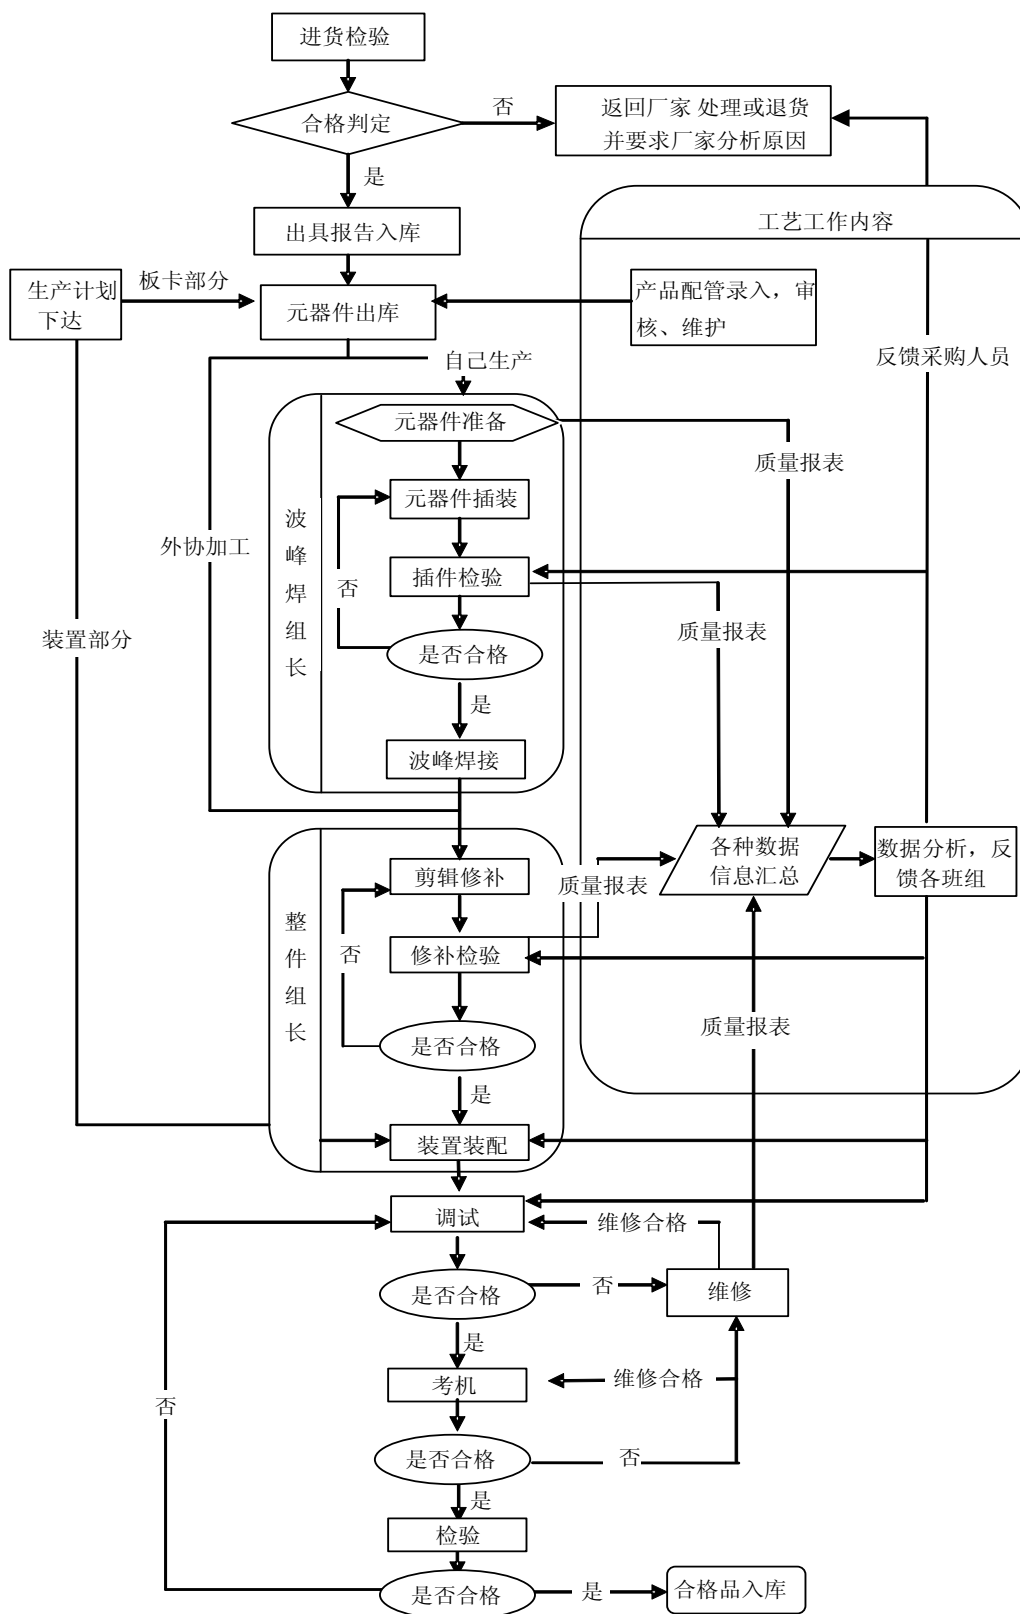 进货检验
合格判定
否
返回厂家 处理或退货
并要求厂家分析原因
是
出具报告入库
工艺工作内容
生产计划
下达
板卡部分
元器件出库
产品配管录入，审
核、维护
反馈采购人员
自己生产
元器件准备
质量报表
元器件插装
波
峰
焊
组
长
外协加工
否
插件检验
质量报表
装置部分
是否合格
是
波峰焊接
各种数据
信息汇总
数据分析，反
馈各班组
剪辑修补
质量报表
整
件
组
长
否
修补检验
质量报表
是否合格
是
装置装配
调试
维修合格
是否合格
否
维修
是
考机
维修合格
否
是否合格
否
是
检验
是否合格
是
合格品入库